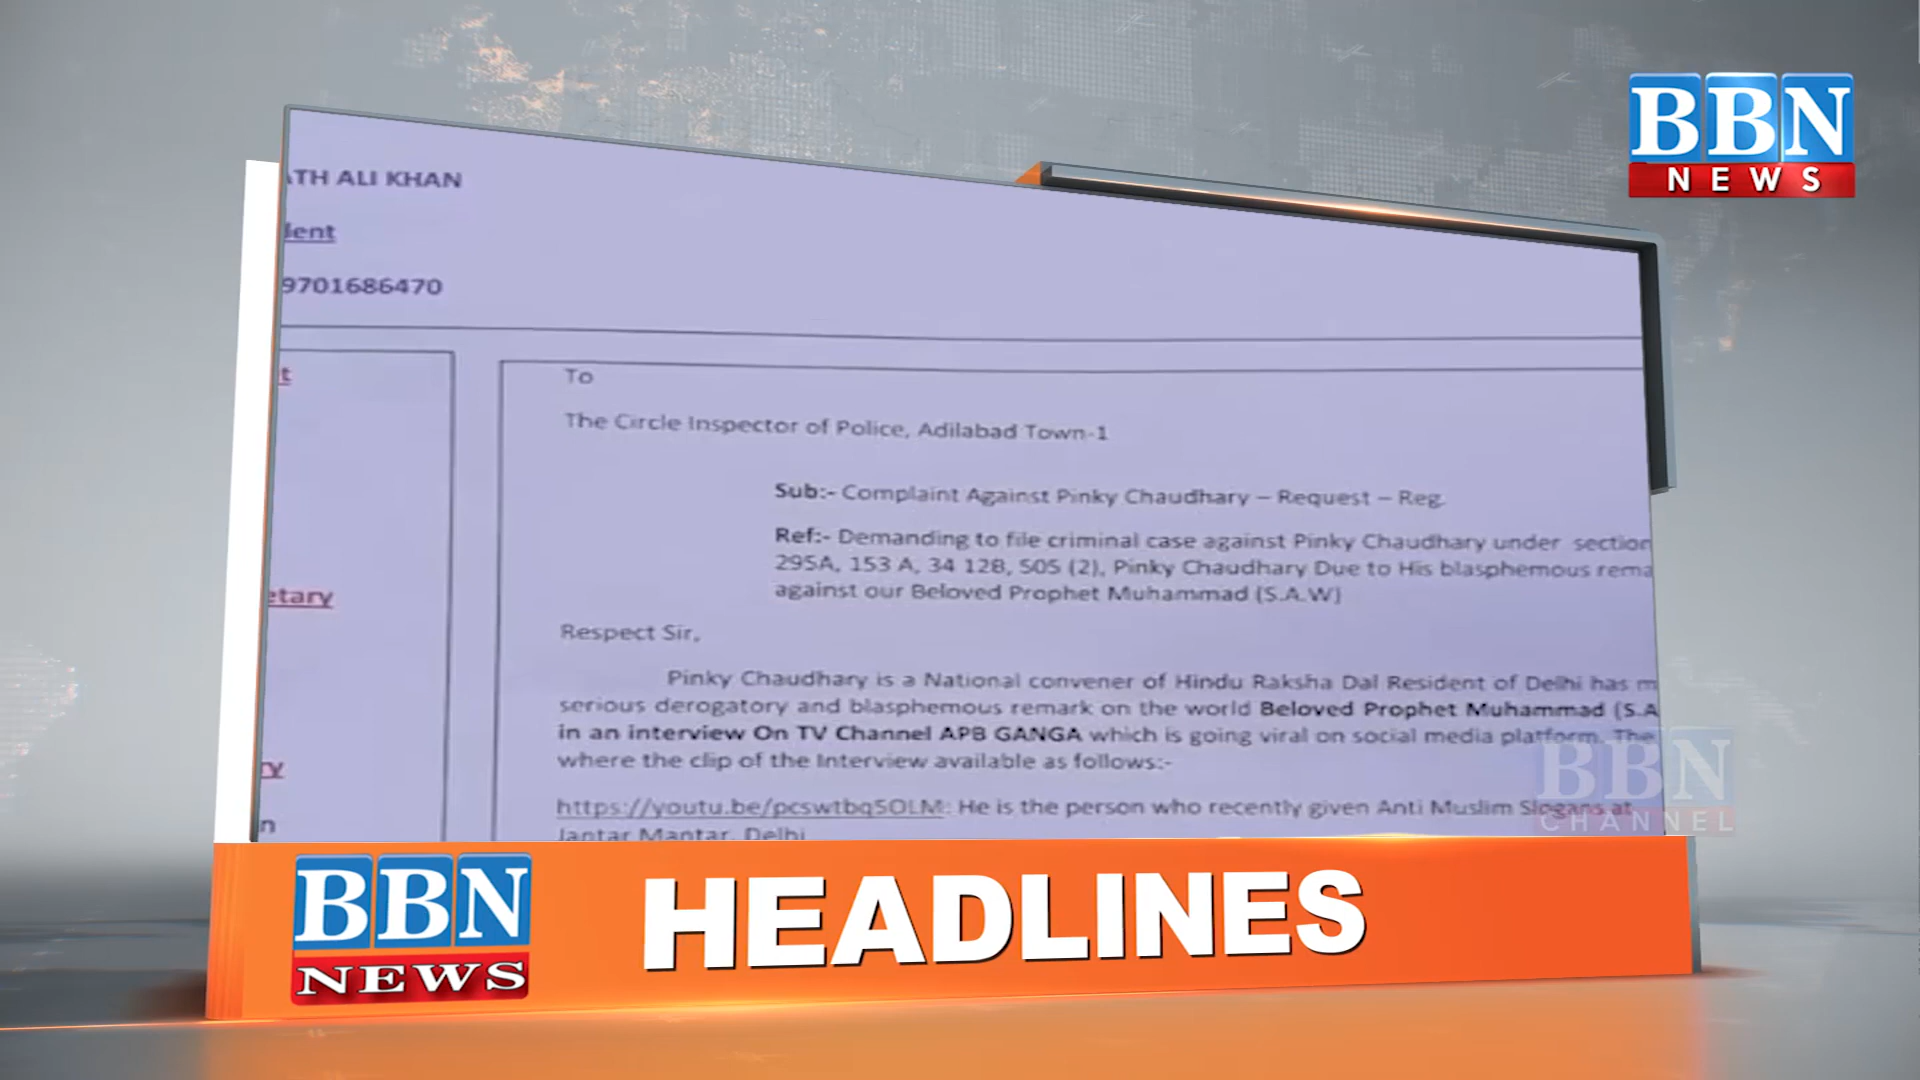 BBN
NEWS
ATH ALI KHAN
dent
9701686470
t
To
The Circle Inspector of Police, Adilabad Town-1
Sub:- Complaint Against Pinky Chaudhary – Request – Reg.
Ref:- Demanding to file criminal case against Pinky Chaudhary under section
295A, 153 A, 34 128, 505 (2), Pinky Chaudhary Due to His blasphemous rema
against our Beloved Prophet Muhammad (S.A.W)
etary
Respect Sir,
Pinky Chaudhary is a National convener of Hindu Raksha Dal Resident of Delhi has m
serious derogatory and blasphemous remark on the world Beloved Prophet Muhammad (S.A
in an interview On TV Channel APB GANGA which is going viral on social media platform. The
where the clip of the Interview available as follows:-
ry
https://youtu.be/pcswtbq5OLM: He is the person who recently given Anti Muslim Slogans at
Jantar Mantar, Delhi
n
BBN
CHANNEL
BBN
NEWS
HEADLINES